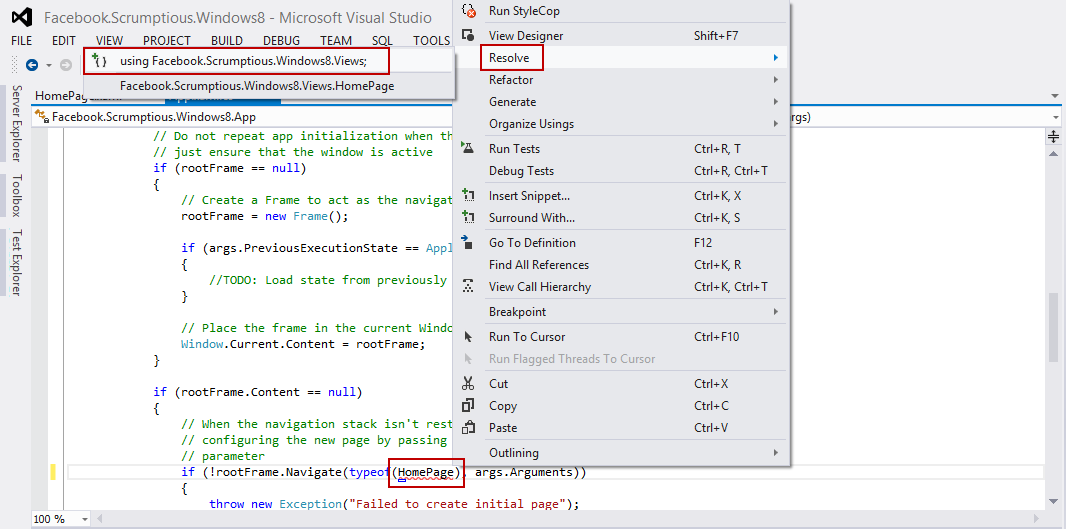 Facebook.Scrumptious.Windows8 - Microsoft Visual Studio
FILE EDIT VIEW PROJECT BUILD DEBUG TEAM SQL TOOLS
using Facebook.Scrumptious.Windows8.Views;
Facebook.Scrumptious.Windows8.Views.HomePage
Facebook.Scrumptious.Windows8.App
rgs)
Server Explorer
Toolbox
Test Explorer
// Do not repeat app initialization when th
// just ensure that the window is active
if (rootFrame == null)
{
// Create a Frame to act as the navigat
rootFrame = new Frame();
if (args.PreviousExecutionState == Appl
{
//TODO: Load state from previously
}
// Place the frame in the current Windo
Window.Current.Content = rootFrame;
}
if (rootFrame.Content == null)
{
// When the navigation stack isn't rest
// configuring the new page by passing
// parameter
if (!rootFrame.Navigate(typeof(HomePage), args.Arguments))
{
throw new Exception("Failed to create initial page");
100 %
Run StyleCop
View Designer Shift+F7
Resolve
Refactor
Generate
Organize Usings
Run Tests Ctrl+R, T
Debug Tests Ctrl+R, Ctrl+T
Insert Snippet... Ctrl+K, X
Surround With... Ctrl+K, S
Go To Definition F12
Find All References Ctrl+K, R
View Call Hierarchy Ctrl+K, Ctrl+T
Breakpoint
Run To Cursor Ctrl+F10
Run Flagged Threads To Cursor
Cut Ctrl+X
Copy Ctrl+C
Paste Ctrl+V
Outlining